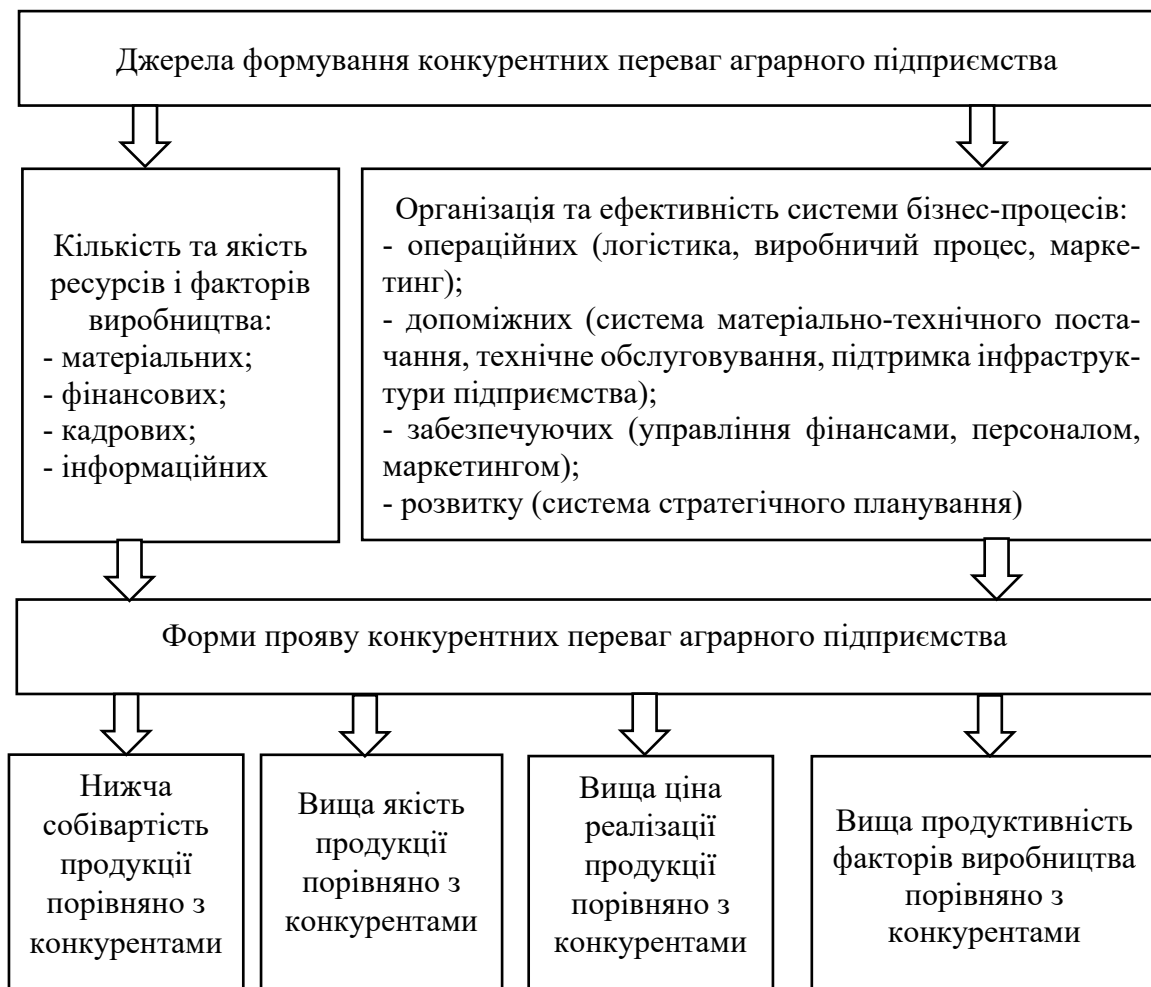 Джерела формування конкурентних переваг аграрного підприємства
Кількість та якість
ресурсів і факторів
виробництва:
- матеріальних;
- фінансових;
- кадрових;
- інформаційних
Організація та ефективність системи бізнес-процесів:
- операційних (логістика, виробничий процес, марке-
тинг);
- допоміжних (система матеріально-технічного поста-
чання, технічне обслуговування, підтримка інфраструк-
тури підприємства);
- забезпечуючих (управління фінансами, персоналом,
маркетингом);
- розвитку (система стратегічного планування)
Форми прояву конкурентних переваг аграрного підприємства
Нижча
собівартість
продукції
порівняно з
конкурентами
Вища якість
продукції
порівняно з
конкурентами
Вища ціна
реалізації
продукції
порівняно з
конкурентами
Вища продуктивність
факторів виробництва
порівняно з
конкурентами